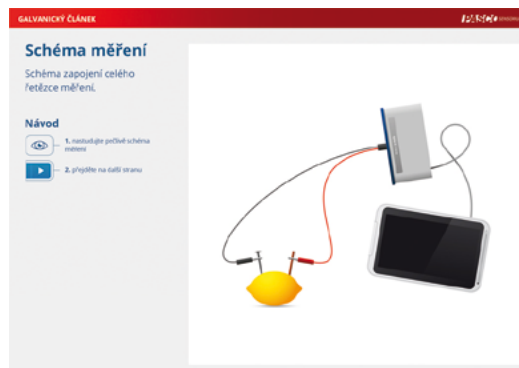 GALVANICKÝ ČLÁNEK
PASCO
Schéma měření
Schéma zapojení celého
řetězce měření.
Návod
1. nastudujte pečlivě schéma
měření
2. přejděte na další stranu